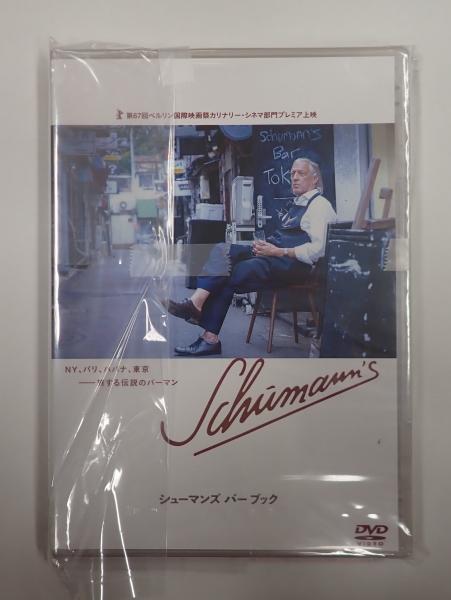 第67回ベルリン国際映画祭カリナリー・シネマ部門プレミア上映
Schumann's
Bar
TOK
NY、パリ、ハバナ、東京
──旅する伝説のバーマン
Schumann's
シューマンズ バー ブック
DVD
VIDEO